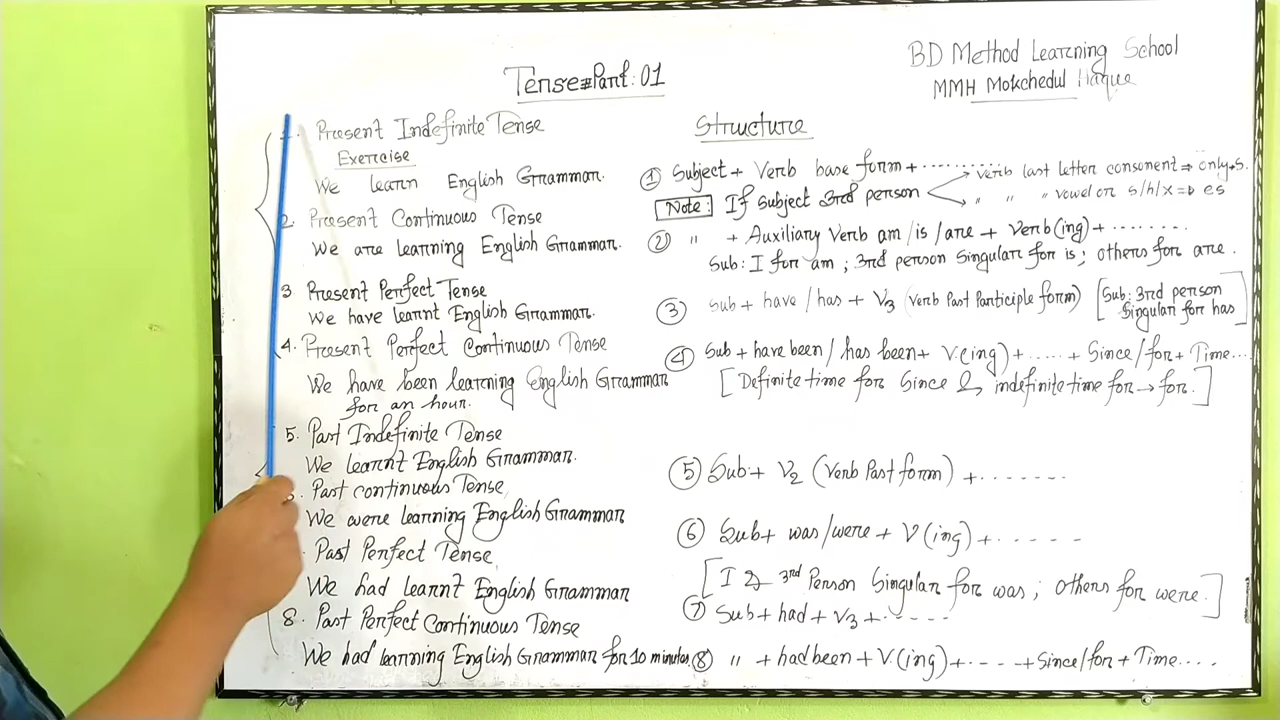 BD Method Learning School
MMH Mokchedul Haque
Tense Part: 01
1. Present Indefinite Tense
Exercise
We learn English Grammar.
2. Present Continuous Tense
We are learning English Grammar.
3 Present Perfect Tense
We have learnt English Grammar.
4. Present Perfect Continuous Tense
We have been learning English Grammar
for an hour.
5. Past Indefinite Tense
We learnt English Grammar.
Past continuous Tense
We were learning English Grammar
Past Perfect Tense
We had learnt English Grammar
8. Past Perfect Continuous Tense
We had learning English Grammar for 10 minutes.
Structure
① Subject + Verb base form + .......... verb last letter consonent ⇒ only + s.
Note: If Subject 3rd person " " " vowel or s/h/x ⇒ es
② " + Auxiliary Verb am/is/are + Verb(ing) + ........
Sub: I for am; 3rd person Singular for is; others for are.
③ Sub + have/has + V3 (Verb Past Participle form) [Sub: 3rd person
Singular for has]
④ Sub + have been/has been + V.(ing) + ..... + Since/for + Time...
[Definite time for Since & indefinite time for → for.]
⑤ Sub + V2 (Verb Past form) + .......
⑥ Sub + was/were + V(ing) + - - - - -
[I & 3rd Person Singular for was; others for were.]
⑦ Sub + had + V3 + - - - - -
⑧ " + had been + V.(ing) + - - - - + Since/for + Time....